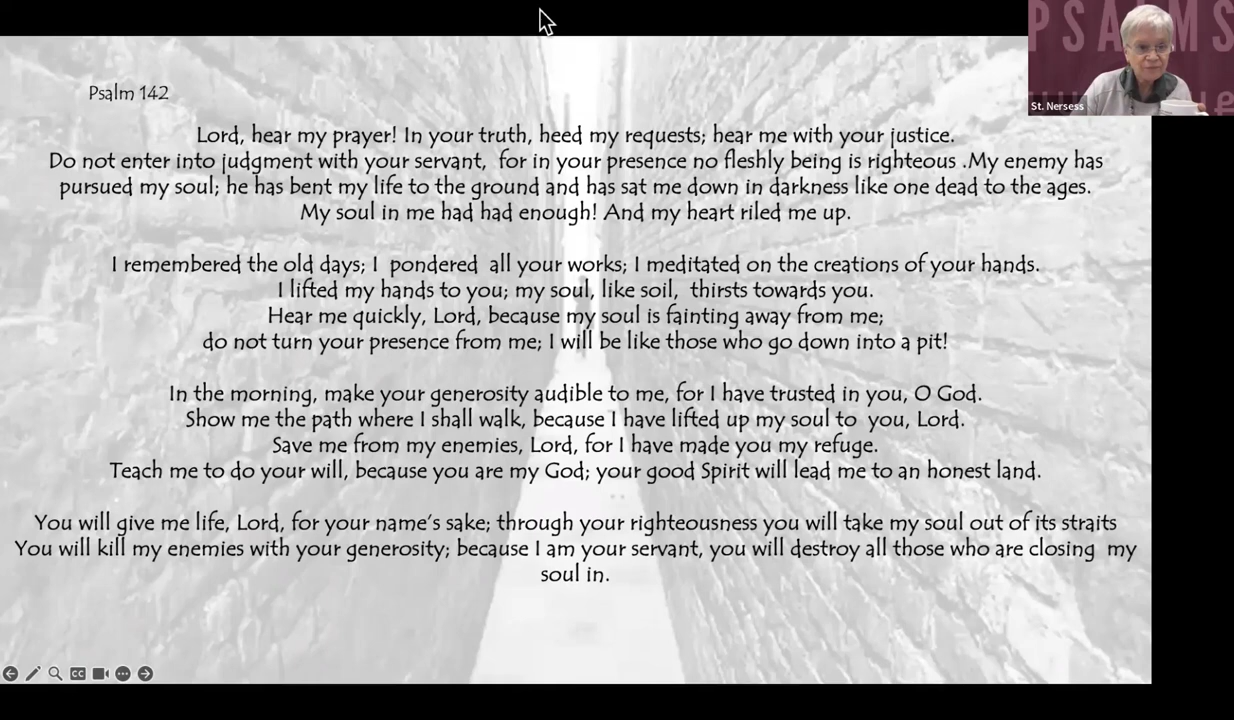 PSALMS
St. Nersess
Psalm 142
Lord, hear my prayer! In your truth, heed my requests; hear me with your justice.
Do not enter into judgment with your servant, for in your presence no fleshly being is righteous .My enemy has
pursued my soul; he has bent my life to the ground and has sat me down in darkness like one dead to the ages.
My soul in me had had enough! And my heart riled me up.
I remembered the old days; I pondered all your works; I meditated on the creations of your hands.
I lifted my hands to you; my soul, like soil, thirsts towards you.
Hear me quickly, Lord, because my soul is fainting away from me;
do not turn your presence from me; I will be like those who go down into a pit!
In the morning, make your generosity audible to me, for I have trusted in you, O God.
Show me the path where I shall walk, because I have lifted up my soul to you, Lord.
Save me from my enemies, Lord, for I have made you my refuge.
Teach me to do your will, because you are my God; your good Spirit will lead me to an honest land.
You will give me life, Lord, for your name's sake; through your righteousness you will take my soul out of its straits
You will kill my enemies with your generosity; because I am your servant, you will destroy all those who are closing my
soul in.
CC